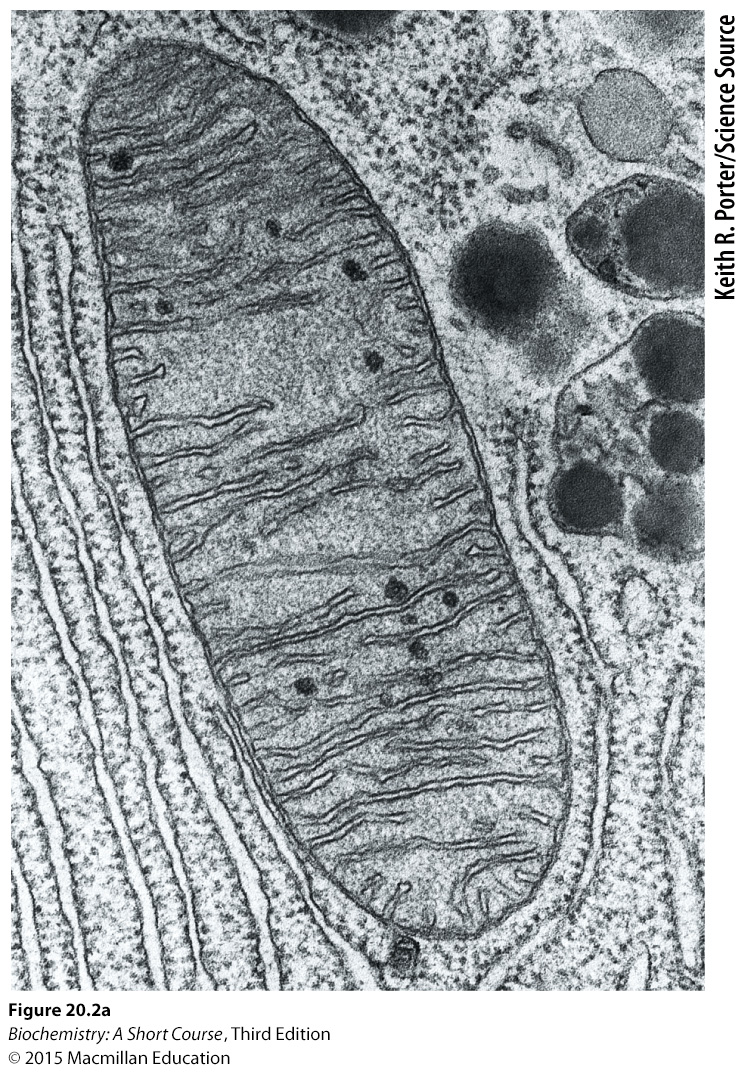 Keith R. Porter/Science Source
Figure 20.2a
Biochemistry: A Short Course, Third Edition
© 2015 Macmillan Education